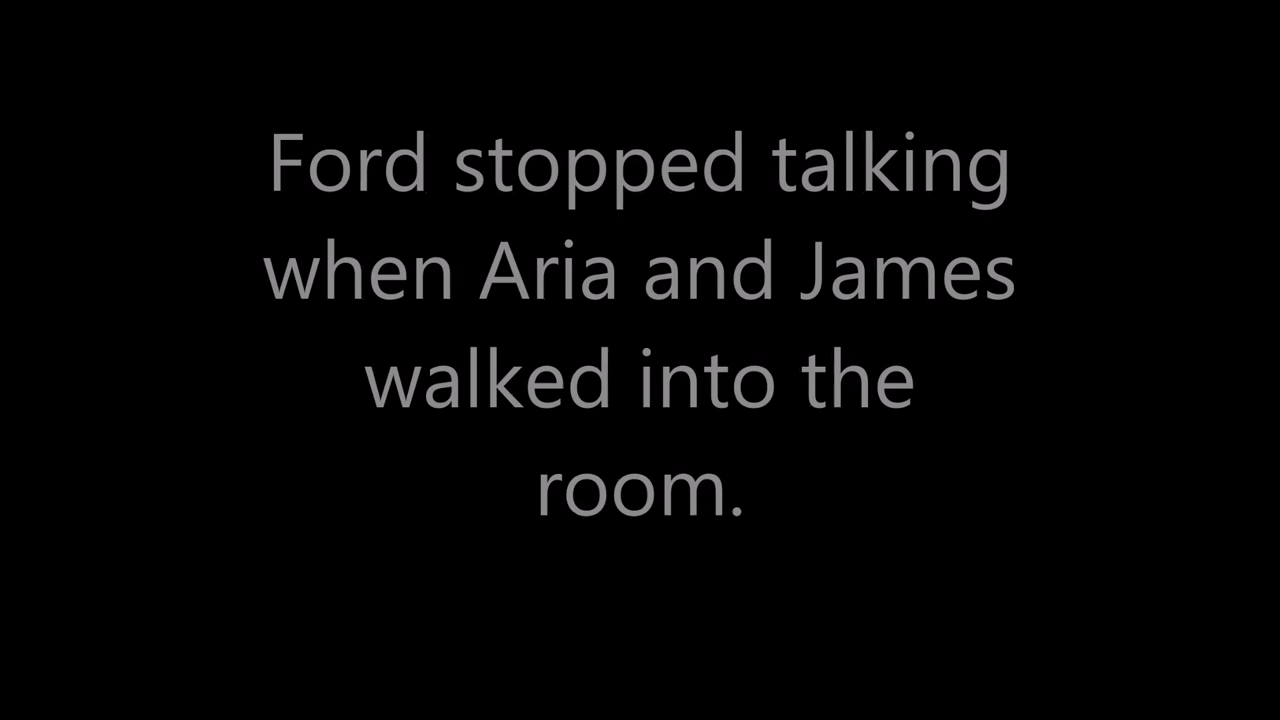 Ford stopped talking
when Aria and James
walked into the
room.